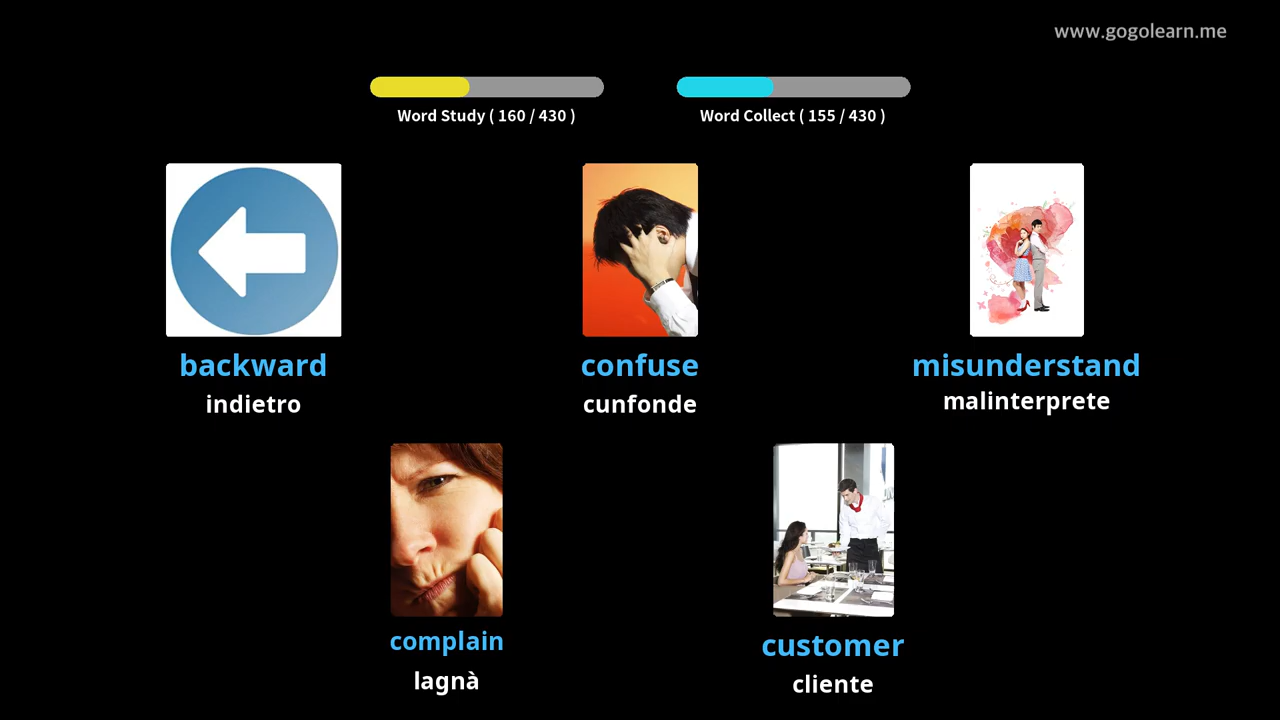 www.gogolearn.me
Word Study ( 160 / 430 )
Word Collect ( 155 / 430 )
backward
indietro
confuse
cunfonde
misunderstand
malinterprete
complain
lagnà
customer
cliente